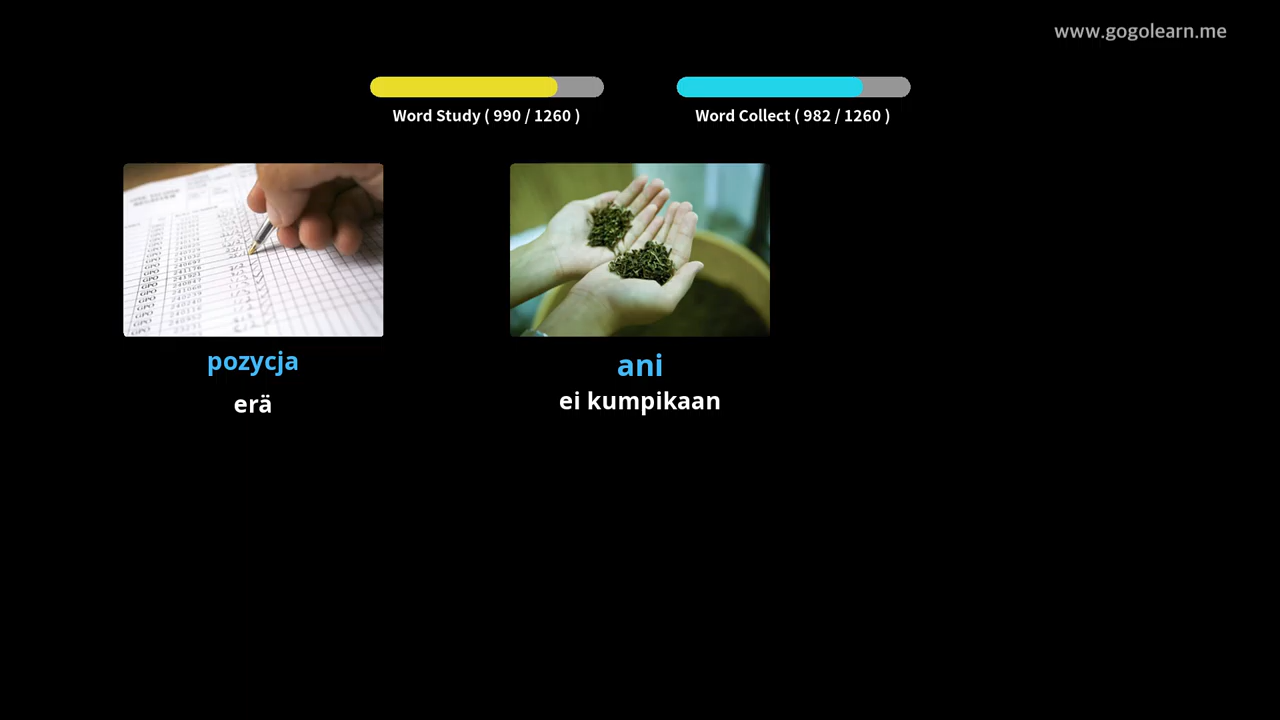 www.gogolearn.me
Word Study ( 990 / 1260 )
Word Collect ( 982 / 1260 )
pozycja
erä
ani
ei kumpikaan